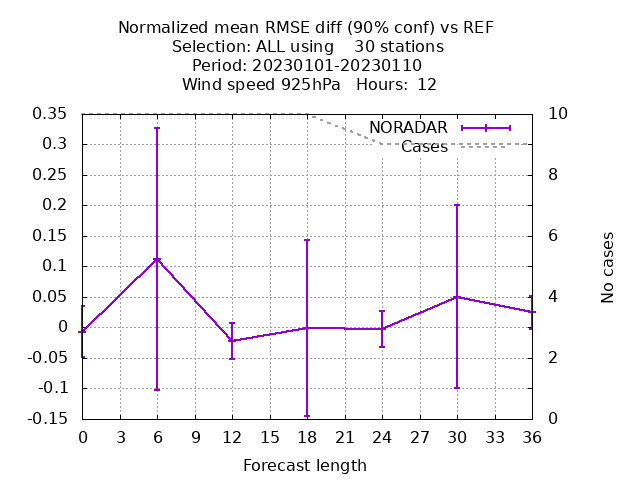 Normalized mean RMSE diff (90% conf) vs REF
Selection: ALL using    30 stations
Period: 20230101-20230110
Wind speed 925hPa   Hours:  12
0.35
0.3
0.25
0.2
0.15
0.1
0.05
0
-0.05
-0.1
-0.15
10
8
6
4
2
0
NORADAR
Cases
No cases
0 3 6 9 12 15 18 21 24 27 30 33 36
Forecast length